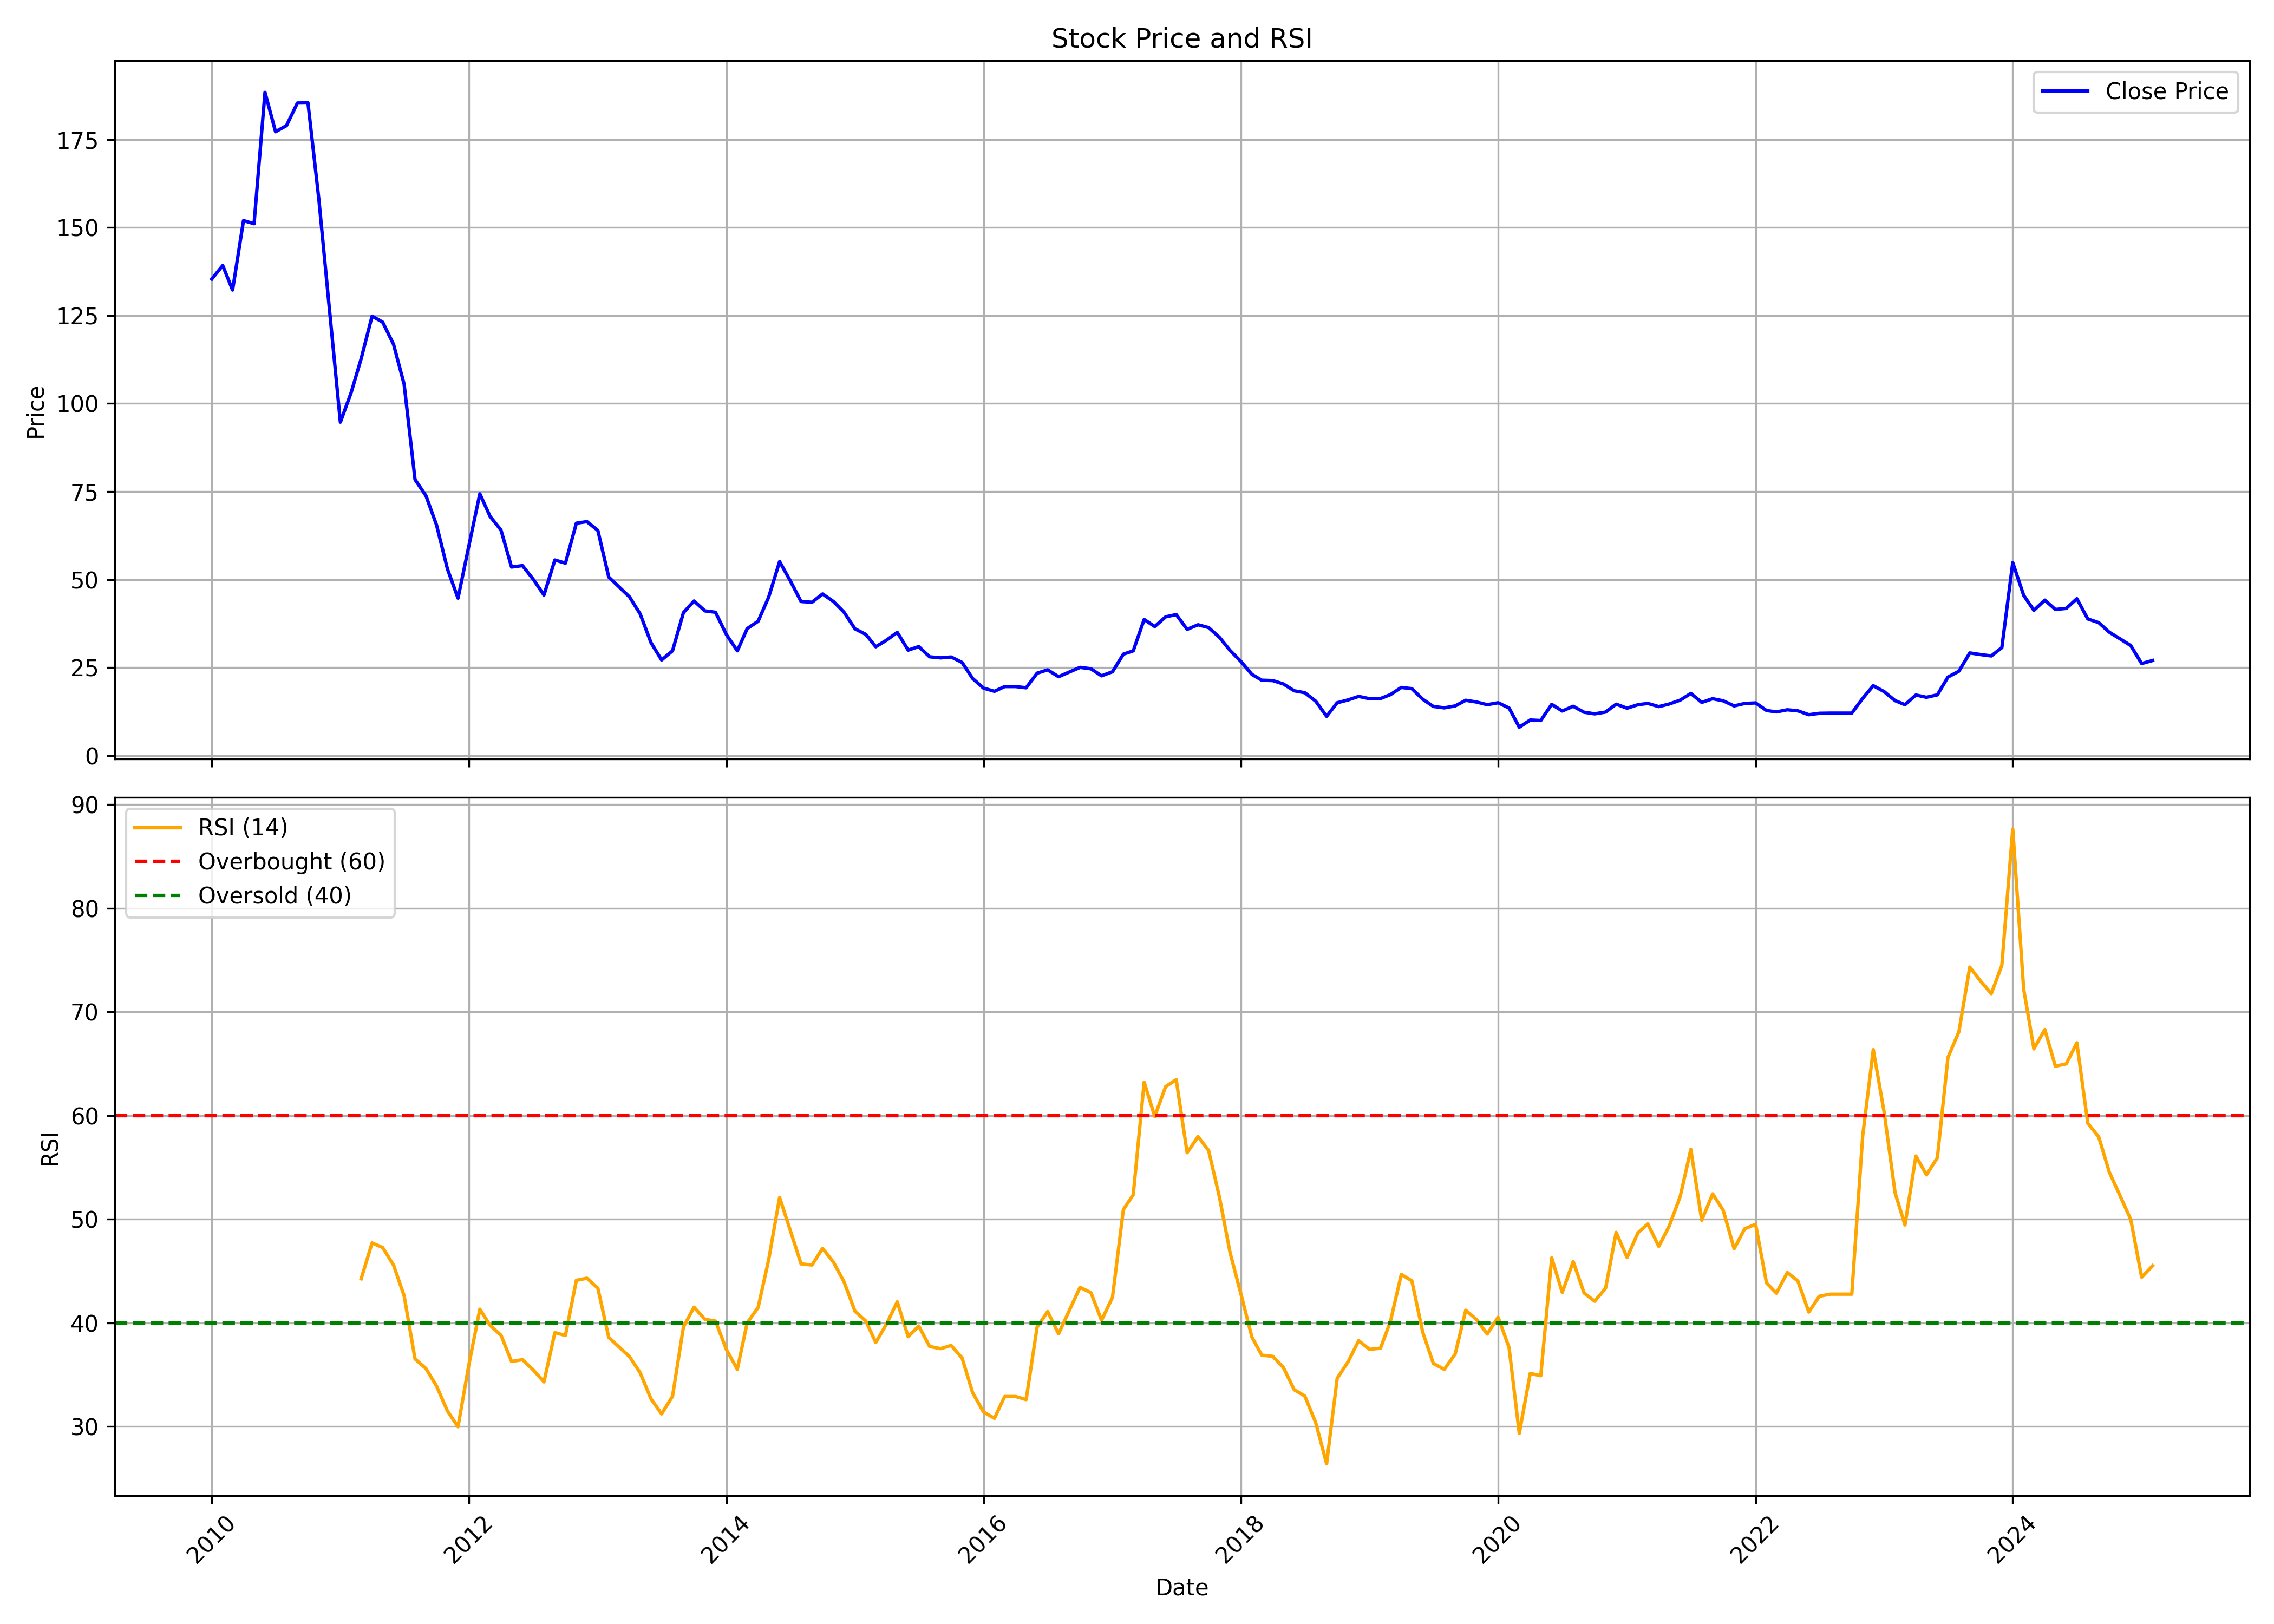 Stock Price and RSI
Close Price
Price
175
150
125
100
75
50
25
0
RSI (14)
Overbought (60)
Oversold (40)
RSI
90
80
70
60
50
40
30
2010
2012
2014
2016
2018
2020
2022
2024
Date